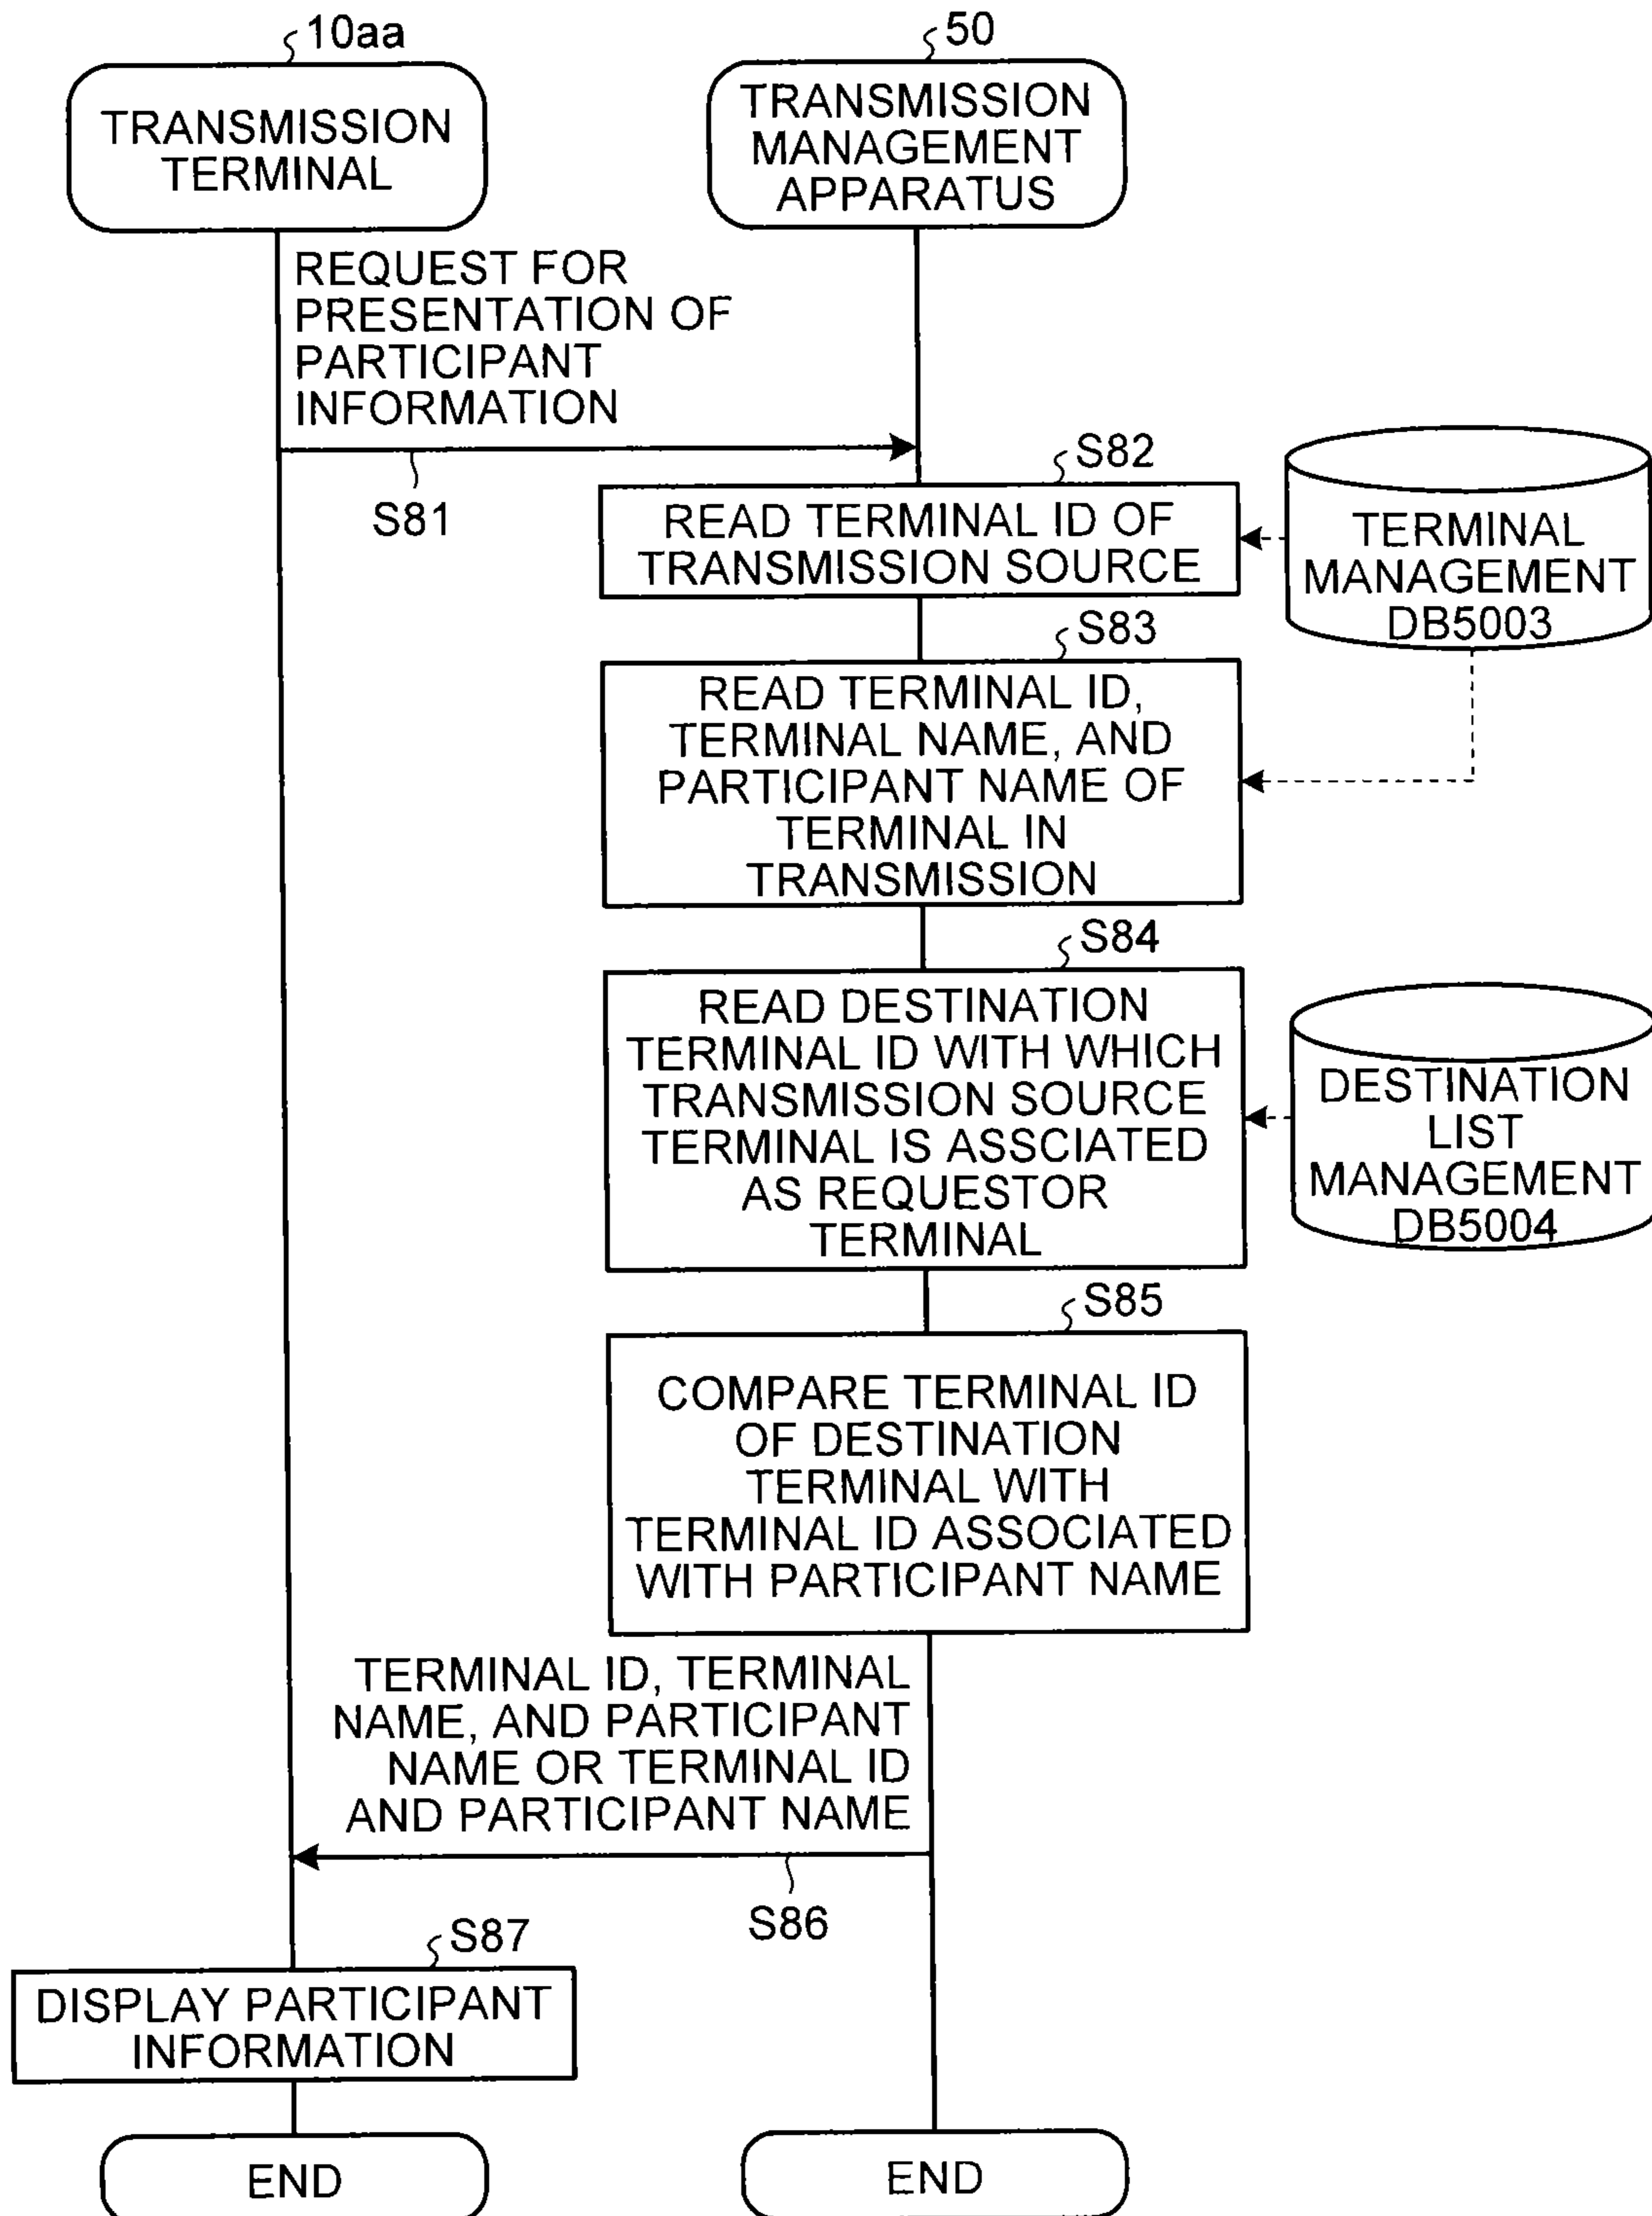 10aa
50
TRANSMISSION
TERMINAL
TRANSMISSION
MANAGEMENT
APPARATUS
REQUEST FOR
PRESENTATION OF
PARTICIPANT
INFORMATION
S81
S82
READ TERMINAL ID OF
TRANSMISSION SOURCE
TERMINAL
MANAGEMENT
DB5003
S83
READ TERMINAL ID,
TERMINAL NAME, AND
PARTICIPANT NAME OF
TERMINAL IN
TRANSMISSION
S84
READ DESTINATION
TERMINAL ID WITH WHICH
TRANSMISSION SOURCE
TERMINAL IS ASSCIATED
AS REQUESTOR
TERMINAL
DESTINATION
LIST
MANAGEMENT
DB5004
S85
COMPARE TERMINAL ID
OF DESTINATION
TERMINAL WITH
TERMINAL ID ASSOCIATED
WITH PARTICIPANT NAME
TERMINAL ID, TERMINAL
NAME, AND PARTICIPANT
NAME OR TERMINAL ID
AND PARTICIPANT NAME
S86
S87
DISPLAY PARTICIPANT
INFORMATION
END
END